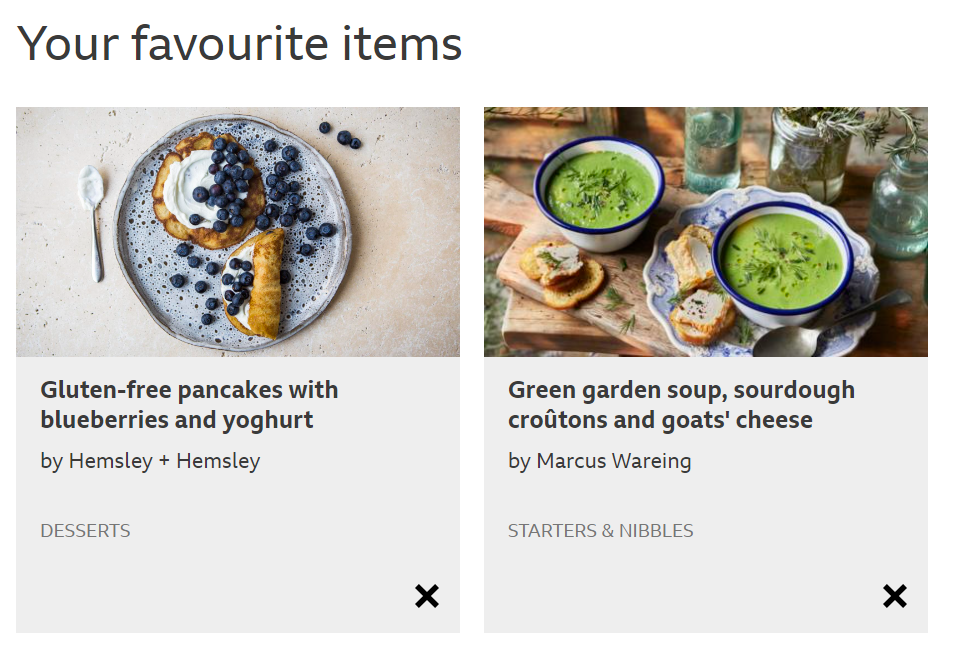 Your favourite items
Gluten-free pancakes with
blueberries and yoghurt
by Hemsley + Hemsley
DESSERTS
Green garden soup, sourdough
croûtons and goats' cheese
by Marcus Wareing
STARTERS & NIBBLES